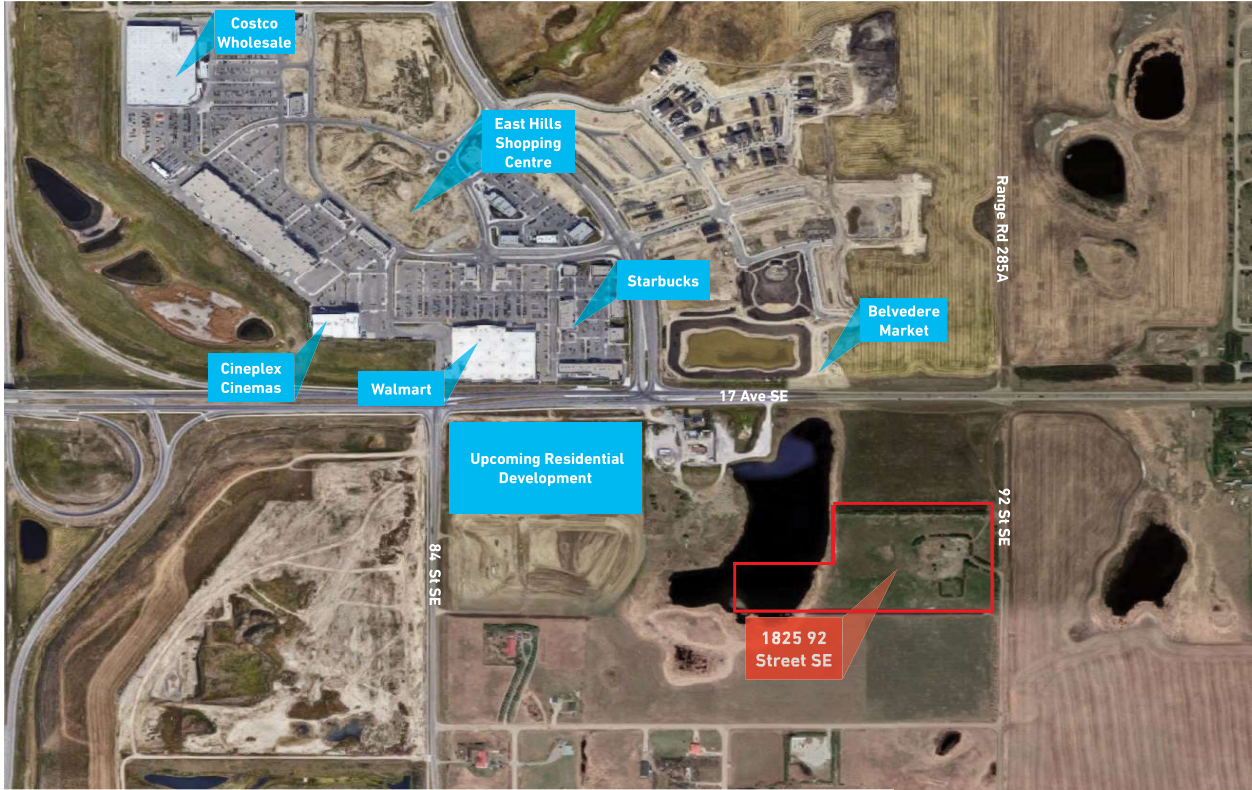 Costco
Wholesale
East Hills
Shopping
Centre
Range Rd 285A
Starbucks
Belvedere
Market
Cineplex
Cinemas
Walmart
17 Ave SE
Upcoming Residential
Development
92 St SE
84 St SE
1825 92
Street SE